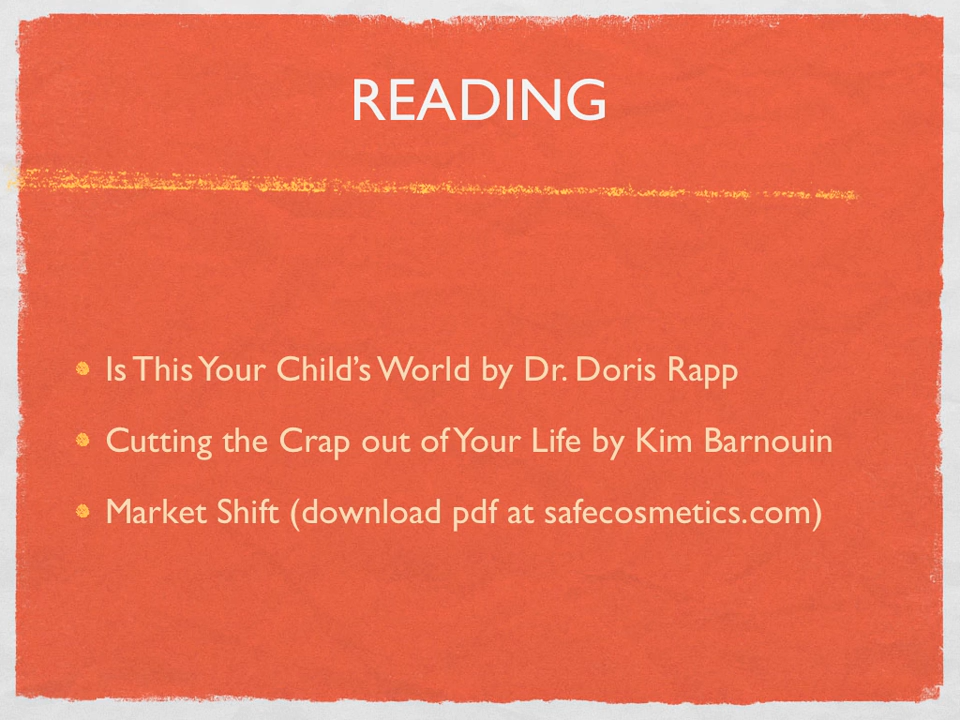 READING
Is This Your Child's World by Dr. Doris Rapp
Cutting the Crap out of Your Life by Kim Barnouin
Market Shift (download pdf at safecosmetics.com)